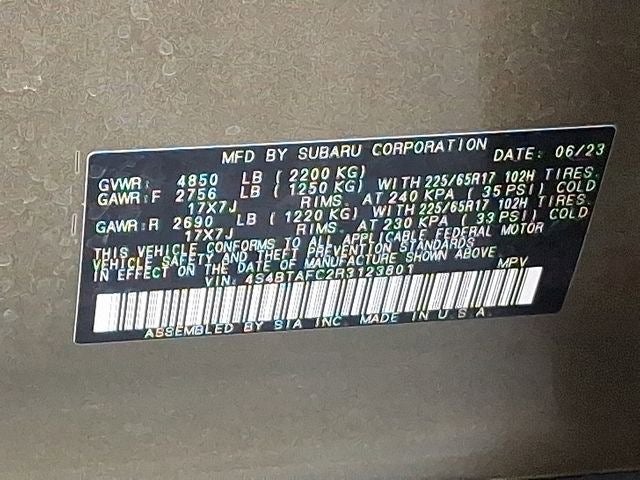 MFD BY SUBARU CORPORATION DATE: 06/23
GVWR: 4850 LB (2200 KG)
GAWR:F 2756 LB (1250 KG) WITH 225/65R17 102H TIRES.
17X7J RIMS. AT 240 KPA (35 PSI) COLD
GAWR:R 2690 LB (1220 KG) WITH 225/65R17 102H TIRES.
17X7J RIMS. AT 230 KPA (33 PSI) COLD
THIS VEHICLE CONFORMS TO ALL APPLICABLE FEDERAL MOTOR
VEHICLE SAFETY AND THEFT PREVENTION STANDARDS
IN EFFECT ON THE DATE OF MANUFACTURE SHOWN ABOVE
VIN: 4S4BTAFC2R3123801 MPV
ASSEMBLED BY SIA INC. MADE IN U.S.A.